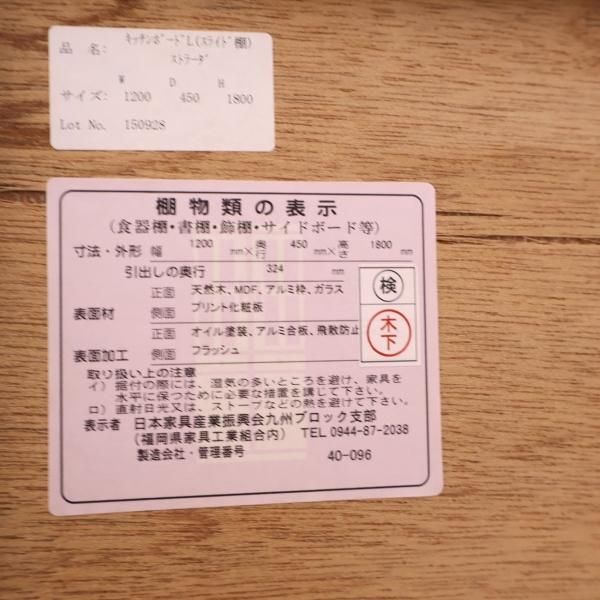 品 名: キッチンボードL(スライド棚)
ストラーダ
W D H
サイズ: 1200 450 1800
Lot No. 150928
棚物類の表示
(食器棚・書棚・飾棚・サイドボード等)
寸法・外形 幅 1200 mm×奥行 450 mm×高さ 1800 mm
引出しの奥行 324 mm
表面材 正面 天然木、MDF、アルミ枠、ガラス
側面 プリント化粧板
表面加工 正面 オイル塗装、アルミ合板、飛散防止
側面 フラッシュ
検
木下
取り扱い上の注意
イ) 据付の際には、湿気の多いところを避け、家具を
水平に保つために必要な措置を講じて下さい。
ロ) 直射日光又は、ストーブなどの熱を避けて下さい。
表示者 日本家具産業振興会九州ブロック支部
(福岡県家具工業組合内) TEL 0944-87-2038
製造会社・管理番号 40-096